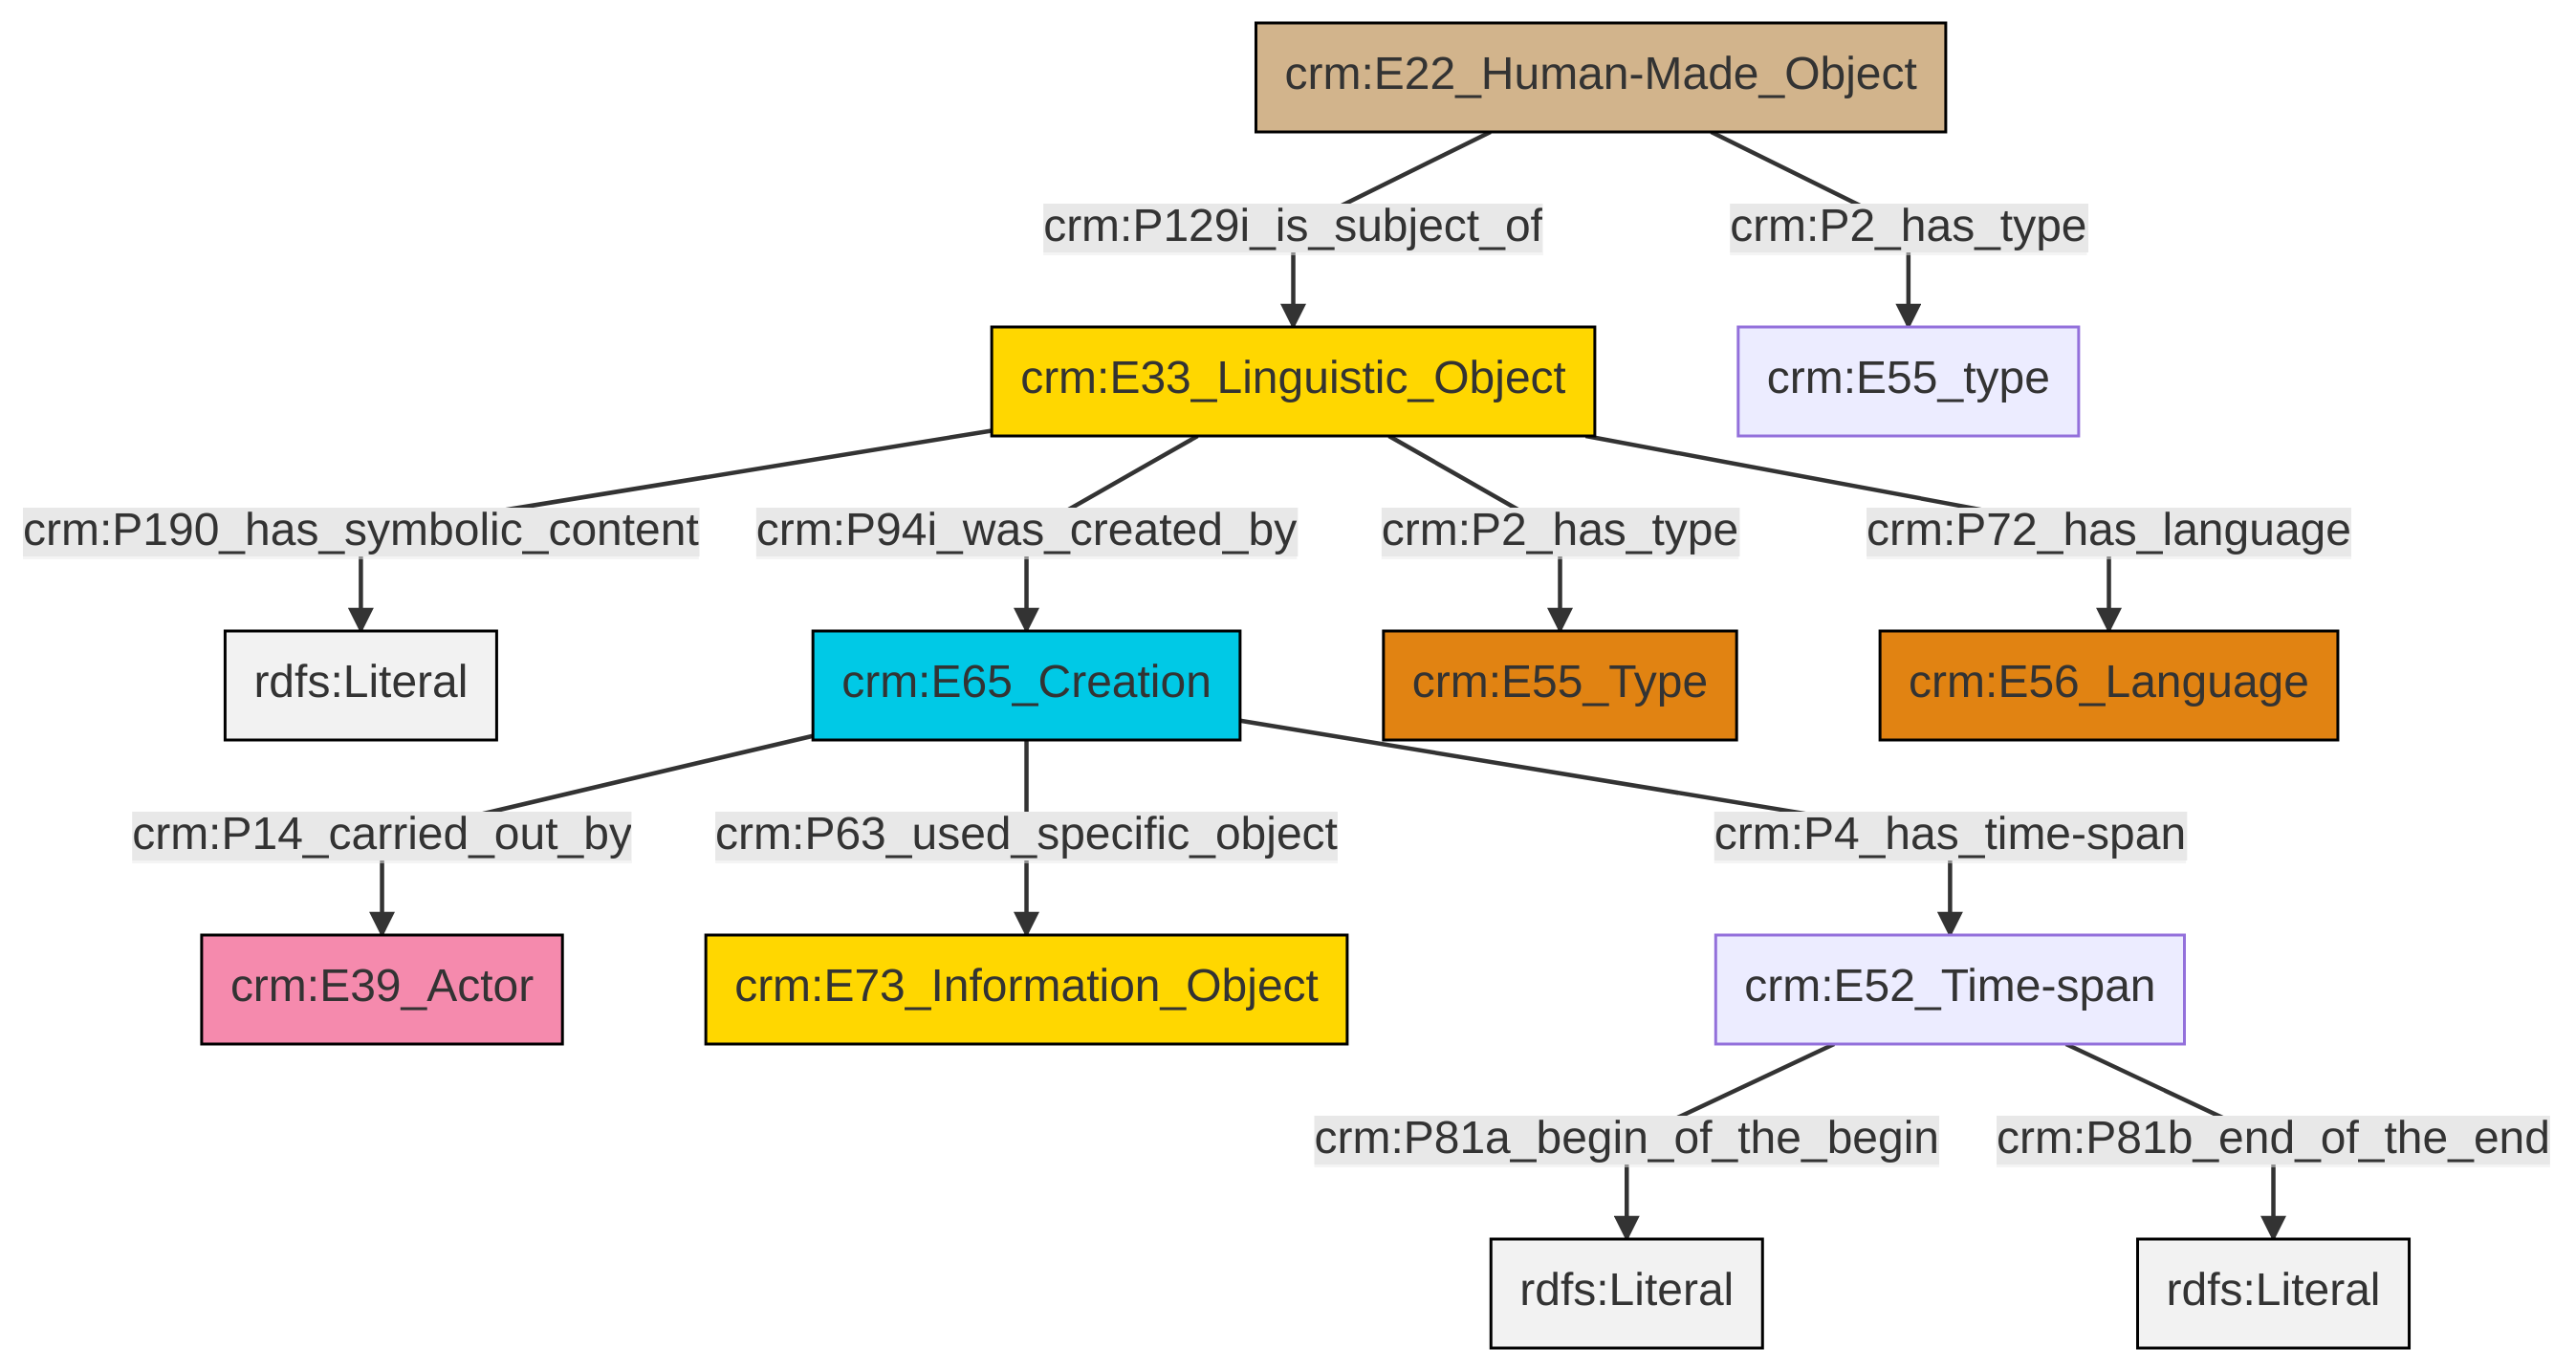 crm:E22_Human-Made_Object
crm:P129i_is_subject_of
crm:P2_has_type
crm:E33_Linguistic_Object
crm:E55_type
crm:P190_has_symbolic_content
crm:P94i_was_created_by
crm:P2_has_type
crm:P72_has_language
rdfs:Literal
crm:E65_Creation
crm:E55_Type
crm:E56_Language
crm:P14_carried_out_by
crm:P63_used_specific_object
crm:P4_has_time-span
crm:E39_Actor
crm:E73_Information_Object
crm:E52_Time-span
crm:P81a_begin_of_the_begin
crm:P81b_end_of_the_end
rdfs:Literal
rdfs:Literal